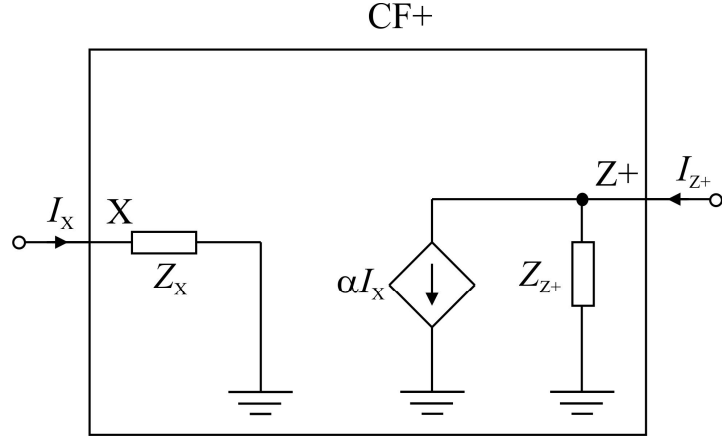 CF+
Z+
I_Z+
I_X
X
Z_X
αI_X
Z_Z+